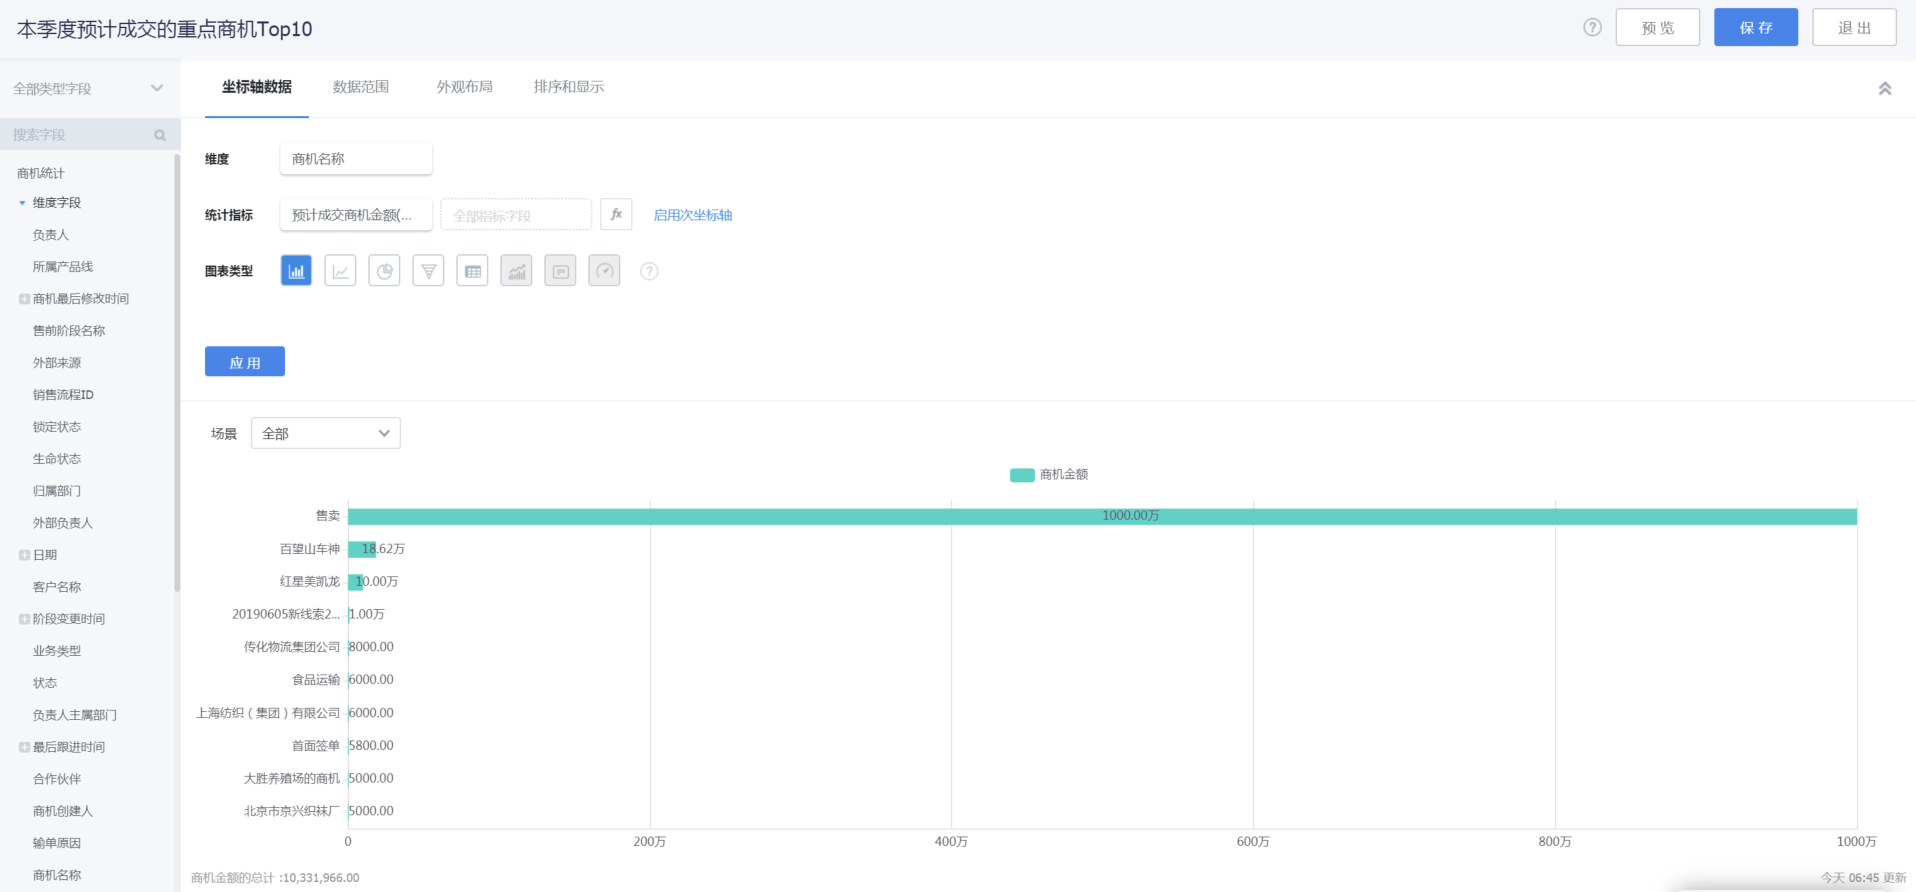 本季度预计成交的重点商机Top10
预 览
保 存
退 出
全部类型字段
坐标轴数据
数据范围
外观布局
排序和显示
搜索字段
商机统计
维度字段
负责人
所属产品线
商机最后修改时间
售前阶段名称
外部来源
销售流程ID
锁定状态
生命状态
归属部门
外部负责人
日期
客户名称
阶段变更时间
业务类型
状态
负责人主属部门
最后跟进时间
合作伙伴
商机创建人
输单原因
商机名称
维度
商机名称
统计指标
预计成交商机金额(...
全部指标字段
fx
启用次坐标轴
图表类型
应 用
场景
全部
商机金额
售卖
1000.00万
百望山车神
18.62万
红星美凯龙
10.00万
20190605新线索2...
1.00万
传化物流集团公司
8000.00
食品运输
6000.00
上海纺织（集团）有限公司
6000.00
首面签单
5800.00
大胜养殖场的商机
5000.00
北京市京兴织袜厂
5000.00
0
200万
400万
600万
800万
1000万
商机金额的总计 :10,331,966.00
今天 06:45 更新